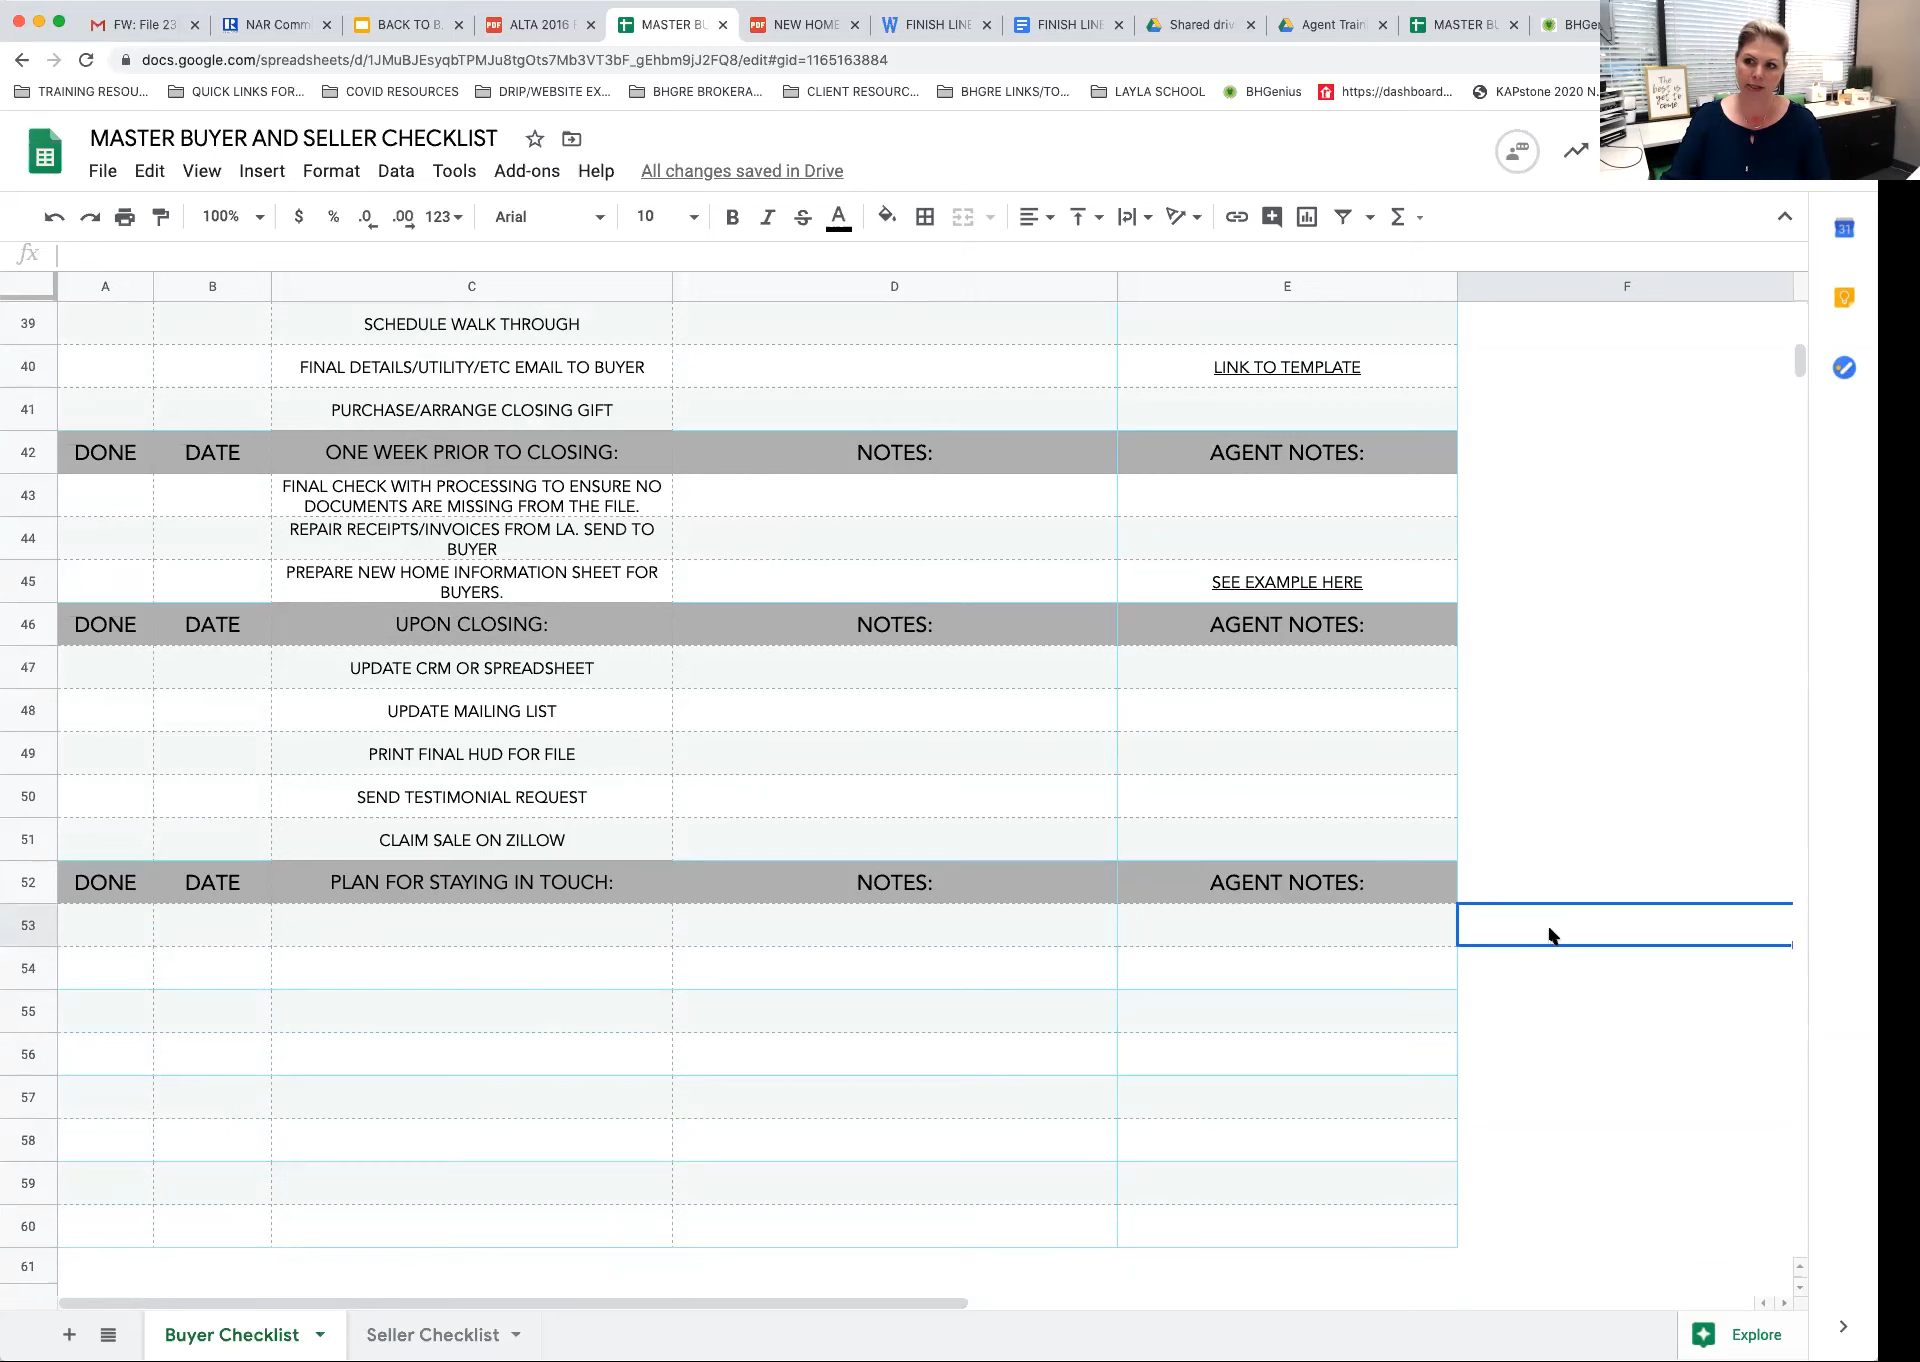 FW: File 23
NAR Comm
BACK TO B
ALTA 2016 F
MASTER BU
NEW HOME
FINISH LINE
FINISH LINE
Shared driv
Agent Train
MASTER BU
BHGen
docs.google.com/spreadsheets/d/1JMuBJEsyqbTPMJu8tgOts7Mb3VT3bF_gEhbm9jJ2FQ8/edit#gid=1165163884
TRAINING RESOU...
QUICK LINKS FOR...
COVID RESOURCES
DRIP/WEBSITE EX...
BHGRE BROKERA...
CLIENT RESOURC...
BHGRE LINKS/TO...
LAYLA SCHOOL
BHGenius
https://dashboard...
KAPstone 2020 N.
The best is yet to come
MASTER BUYER AND SELLER CHECKLIST
File Edit View Insert Format Data Tools Add-ons Help All changes saved in Drive
100% $ % .0 .00 123 Arial 10 B I S A Σ
31
fx
A B C D E F
39 SCHEDULE WALK THROUGH
40 FINAL DETAILS/UTILITY/ETC EMAIL TO BUYER LINK TO TEMPLATE
41 PURCHASE/ARRANGE CLOSING GIFT
42 DONE DATE ONE WEEK PRIOR TO CLOSING: NOTES: AGENT NOTES:
43 FINAL CHECK WITH PROCESSING TO ENSURE NO
DOCUMENTS ARE MISSING FROM THE FILE.
44 REPAIR RECEIPTS/INVOICES FROM LA. SEND TO
BUYER
45 PREPARE NEW HOME INFORMATION SHEET FOR
BUYERS. SEE EXAMPLE HERE
46 DONE DATE UPON CLOSING: NOTES: AGENT NOTES:
47 UPDATE CRM OR SPREADSHEET
48 UPDATE MAILING LIST
49 PRINT FINAL HUD FOR FILE
50 SEND TESTIMONIAL REQUEST
51 CLAIM SALE ON ZILLOW
52 DONE DATE PLAN FOR STAYING IN TOUCH: NOTES: AGENT NOTES:
53
54
55
56
57
58
59
60
61
Buyer Checklist Seller Checklist Explore